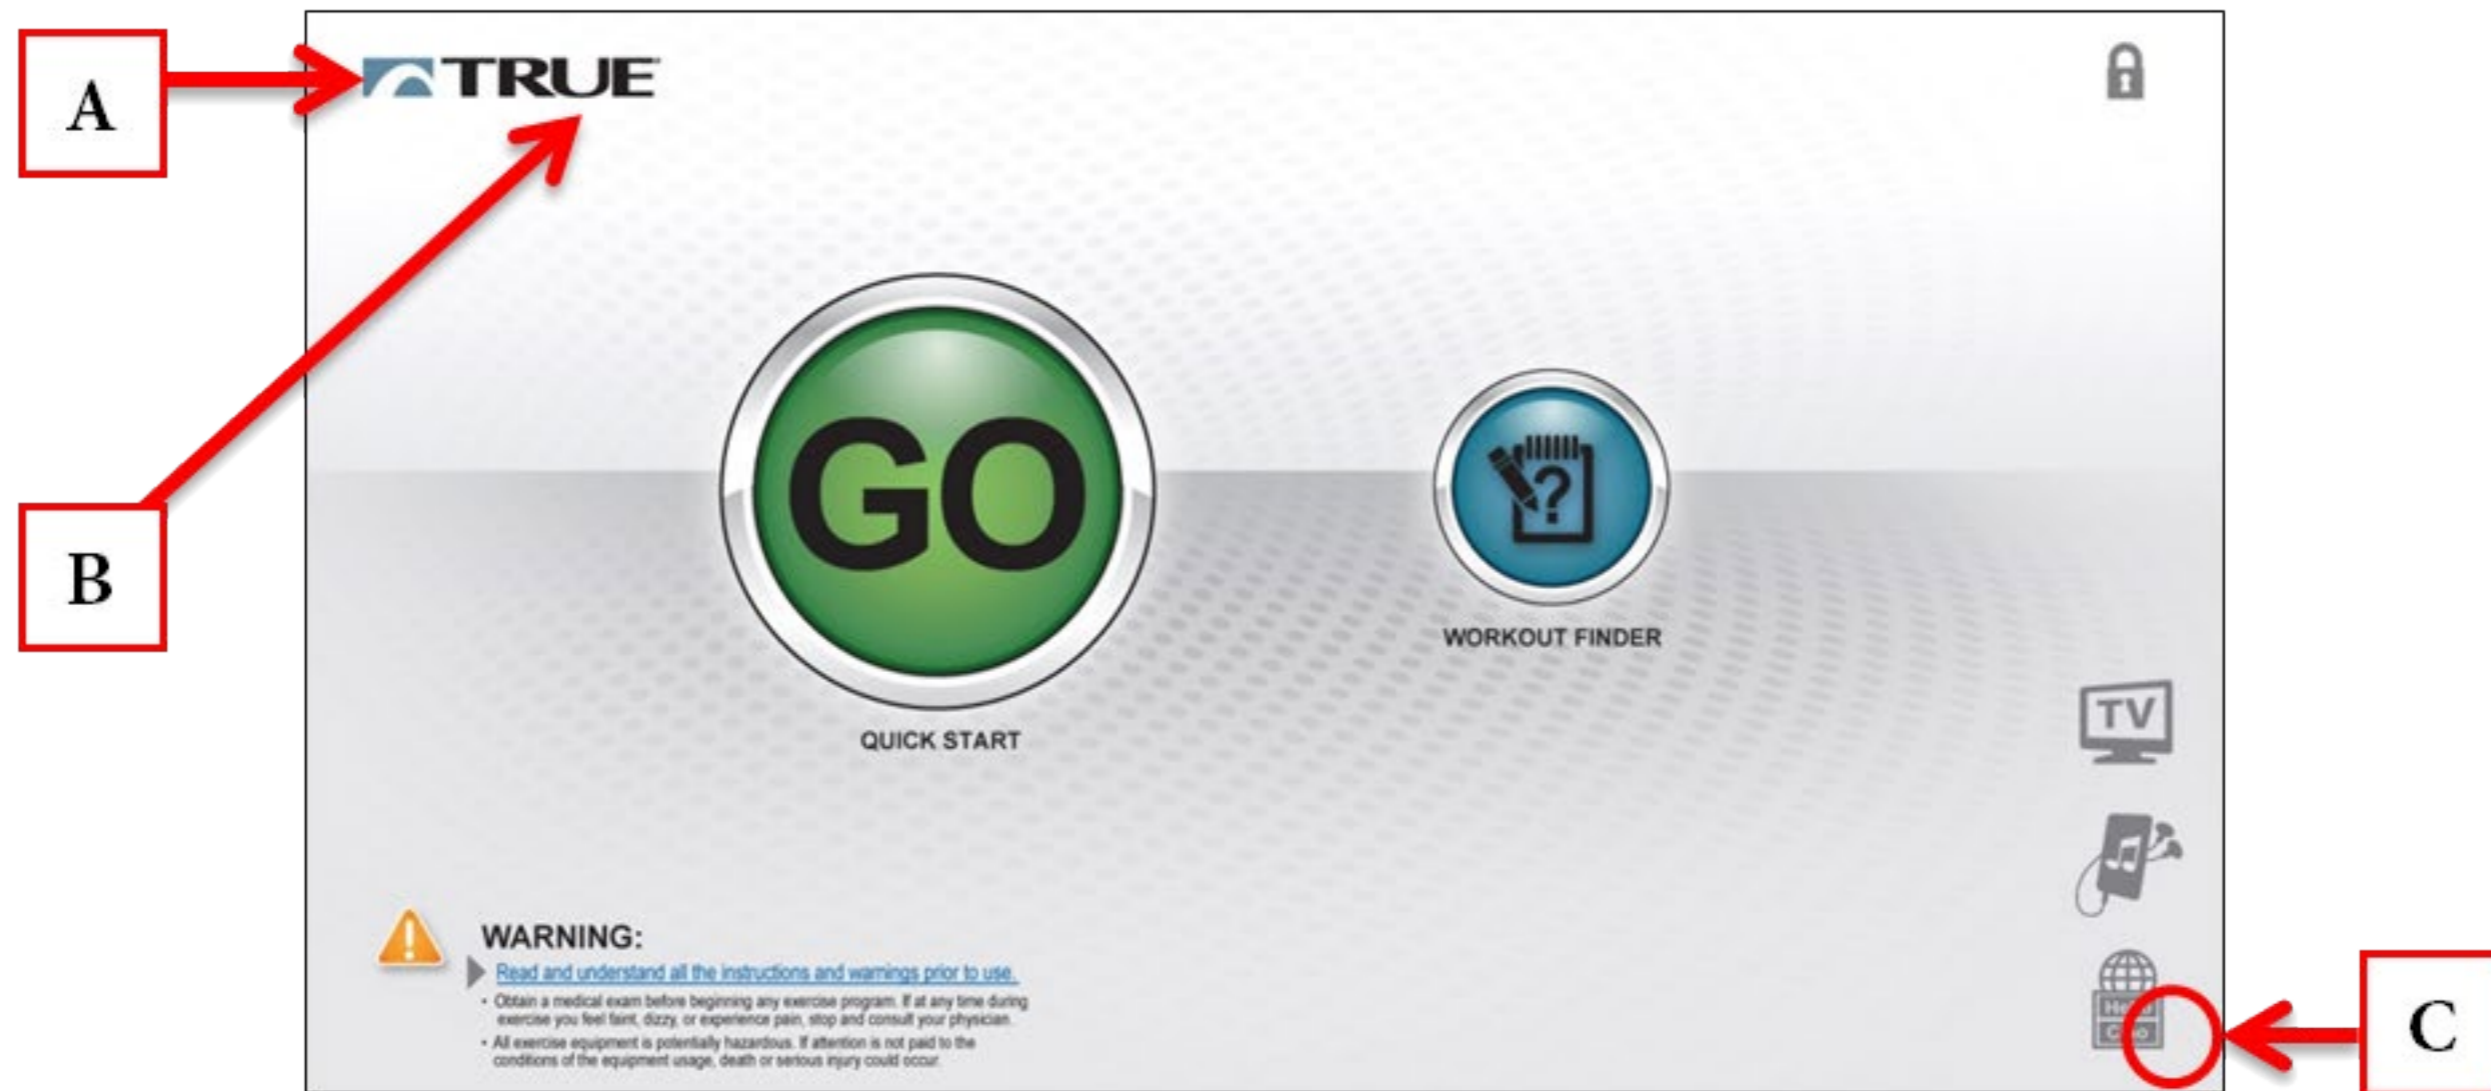 A
TRUE
B
GO
?
QUICK START
WORKOUT FINDER
TV
WARNING:
Read and understand all the instructions and warnings prior to use.
• Obtain a medical exam before beginning any exercise program. If at any time during
exercise you feel faint, dizzy, or experience pain, stop and consult your physician.
• All exercise equipment is potentially hazardous. If attention is not paid to the
conditions of the equipment usage, death or serious injury could occur.
C